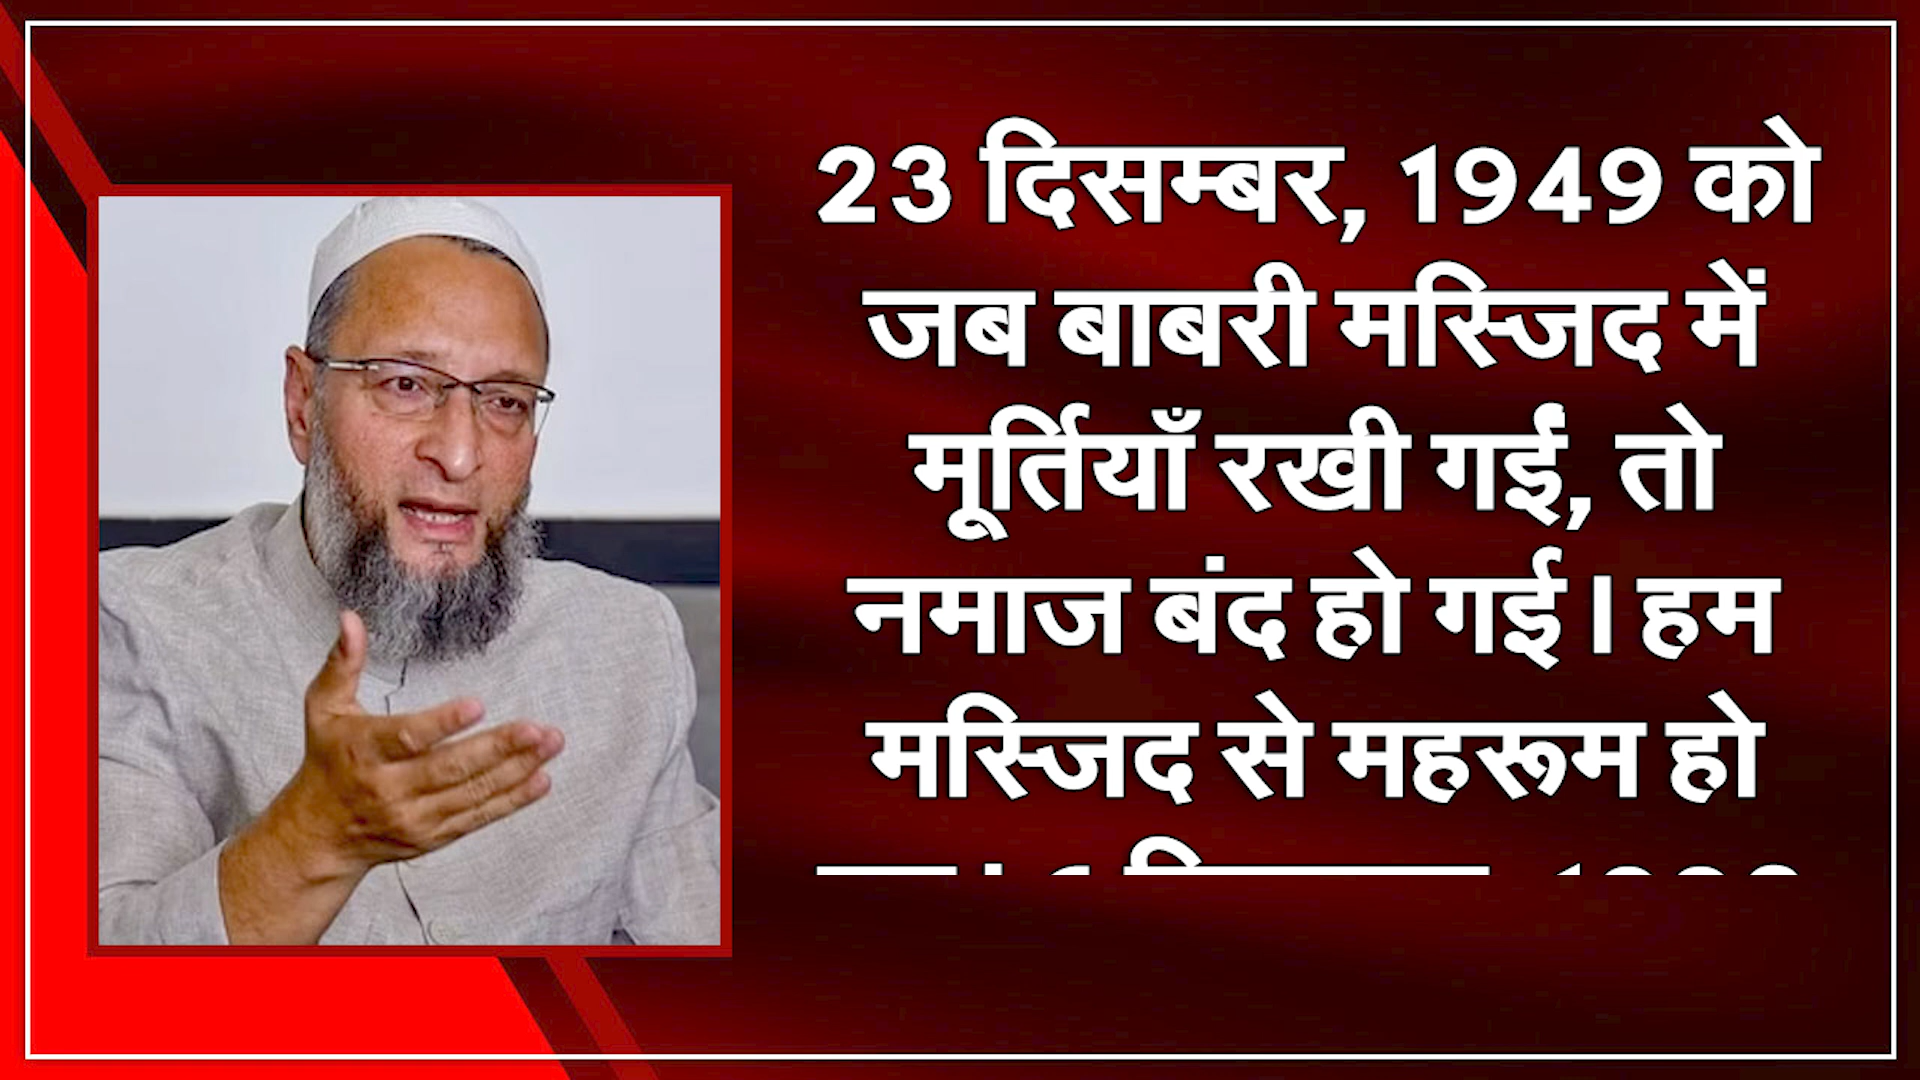 23 दिसम्बर, 1949 को
जब बाबरी मस्जिद में
मूर्तियाँ रखी गईं, तो
नमाज बंद हो गई। हम
मस्जिद से महरूम हो